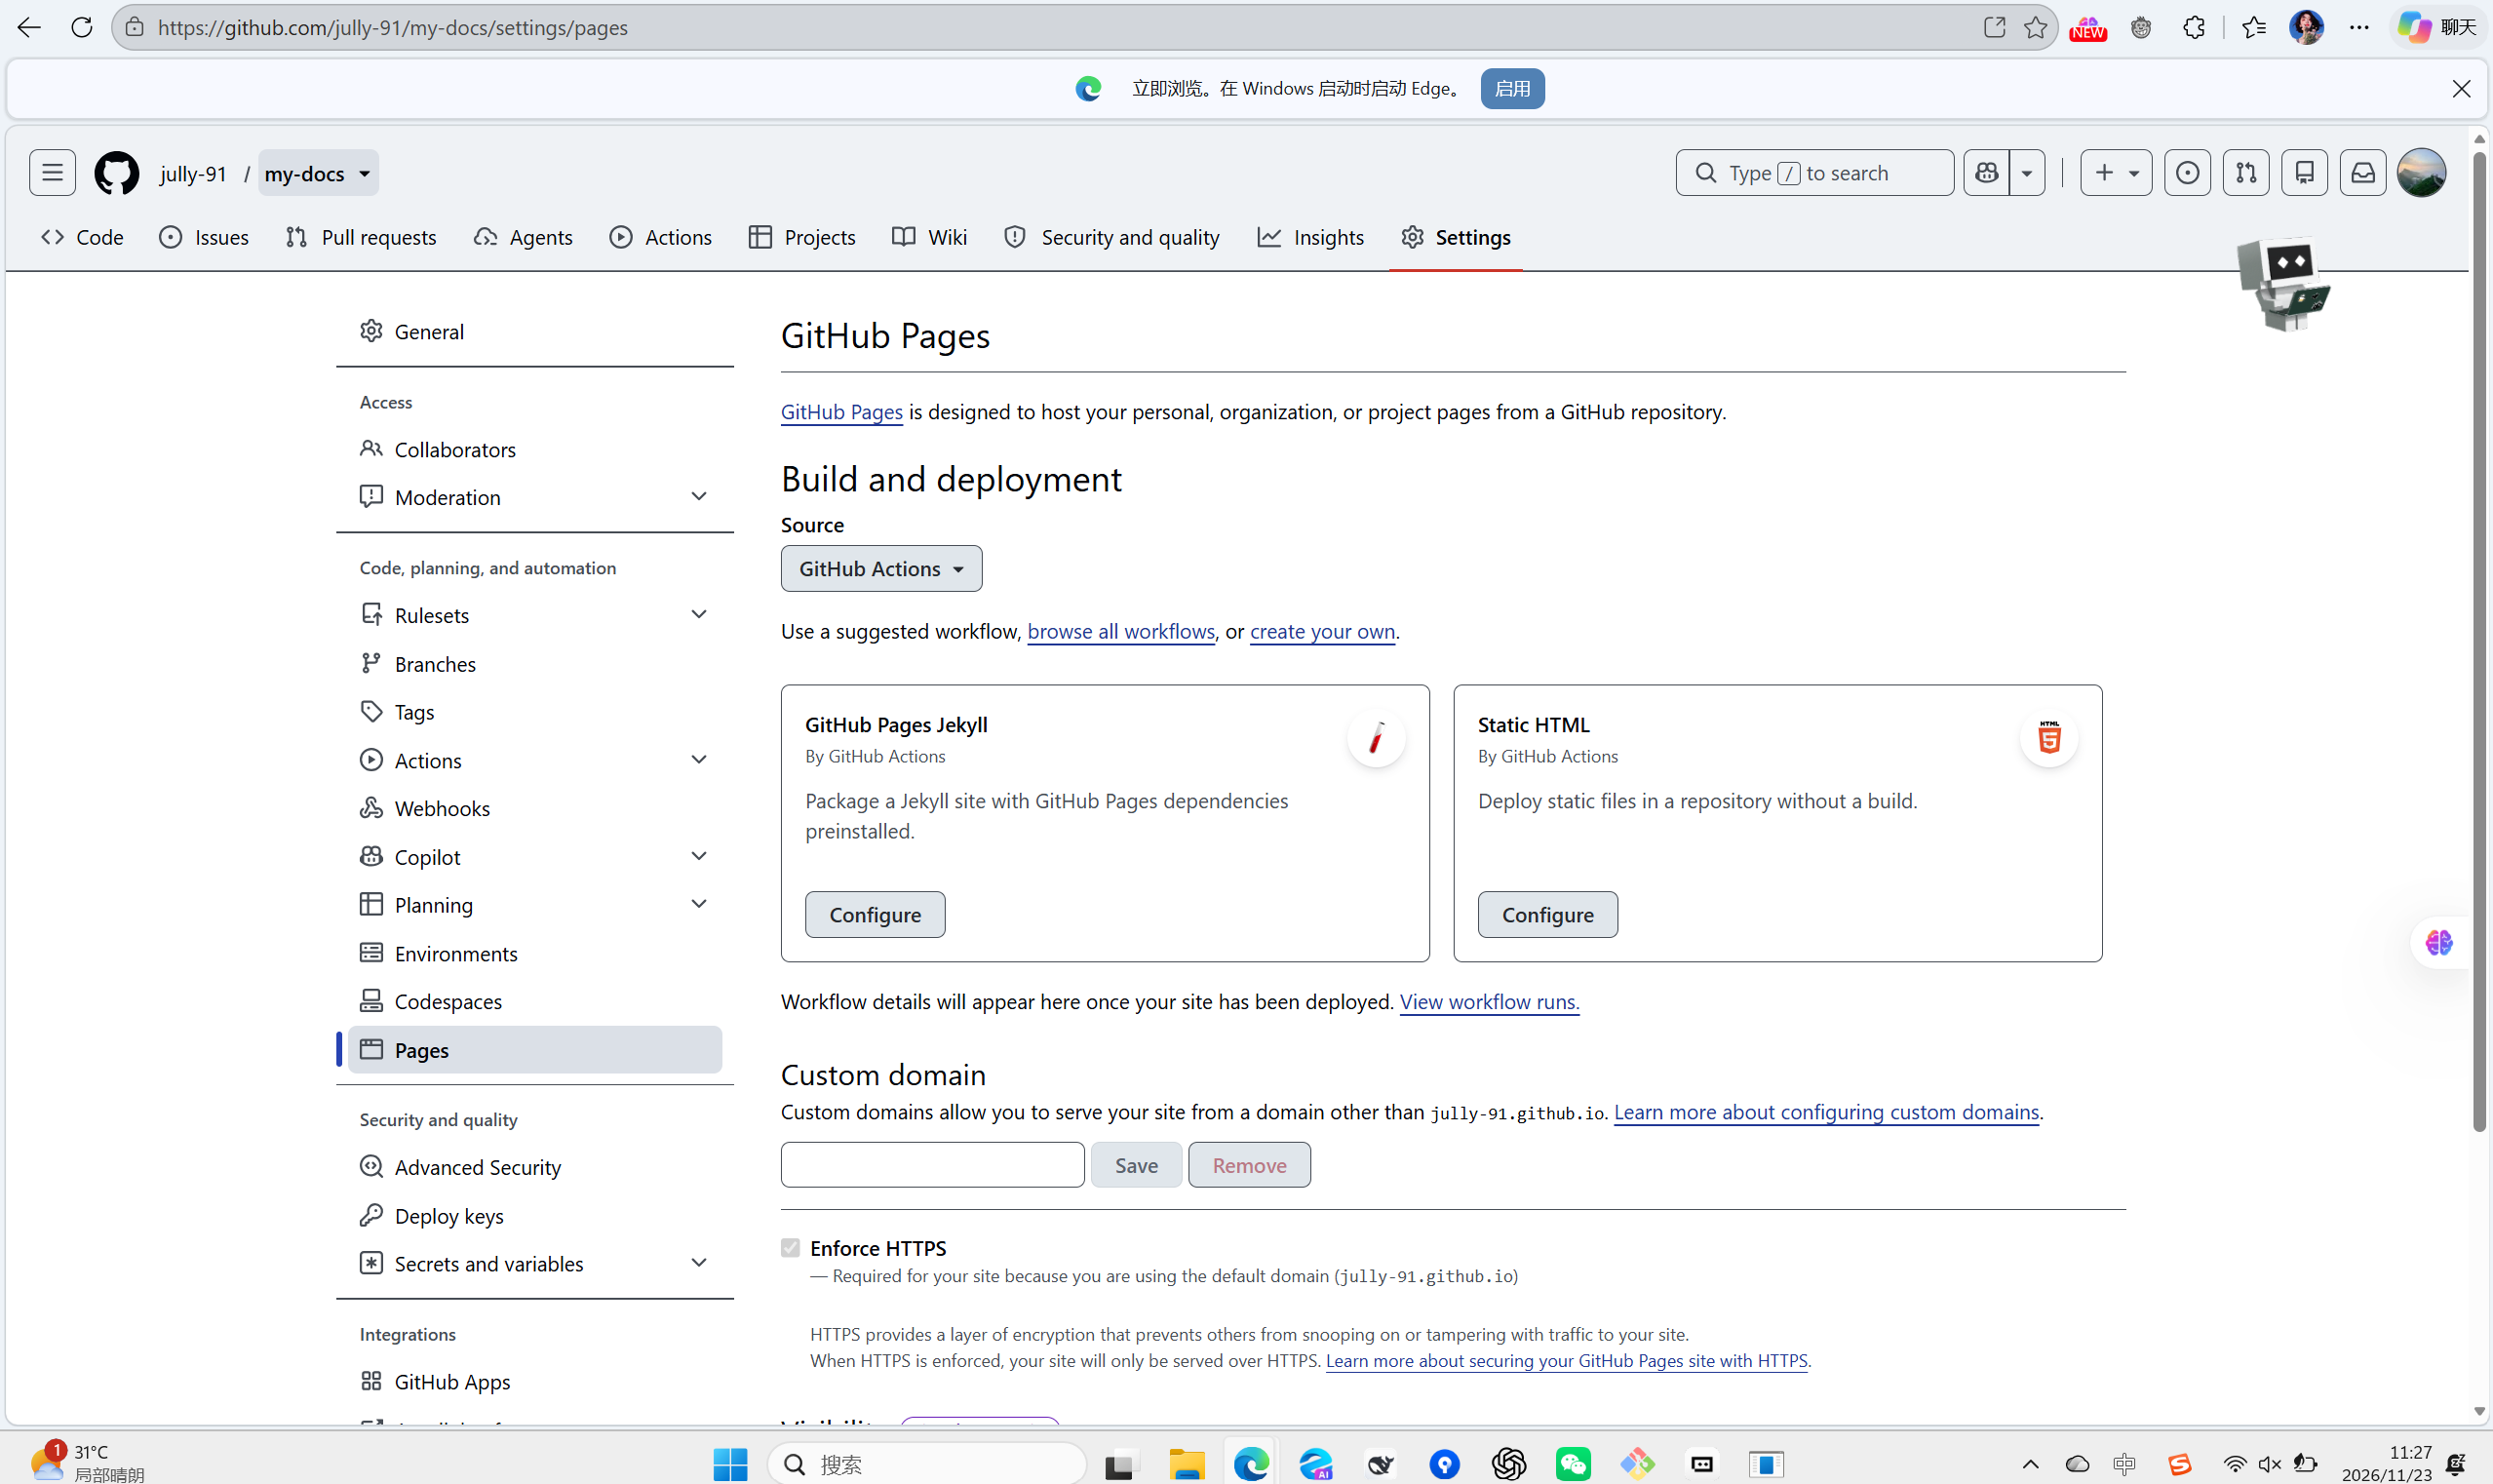 https://github.com/jully-91/my-docs/settings/pages
NEW
聊天
立即浏览。在 Windows 启动时启动 Edge。
启用
jully-91 / my-docs
Type / to search
Code
Issues
Pull requests
Agents
Actions
Projects
Wiki
Security and quality
Insights
Settings
General
Access
Collaborators
Moderation
Code, planning, and automation
Rulesets
Branches
Tags
Actions
Webhooks
Copilot
Planning
Environments
Codespaces
Pages
Security and quality
Advanced Security
Deploy keys
Secrets and variables
Integrations
GitHub Apps
GitHub Pages
GitHub Pages is designed to host your personal, organization, or project pages from a GitHub repository.
Build and deployment
Source
GitHub Actions
Use a suggested workflow, browse all workflows, or create your own.
GitHub Pages Jekyll
By GitHub Actions
Package a Jekyll site with GitHub Pages dependencies
preinstalled.
Configure
Static HTML
By GitHub Actions
Deploy static files in a repository without a build.
Configure
HTML
5
Workflow details will appear here once your site has been deployed. View workflow runs.
Custom domain
Custom domains allow you to serve your site from a domain other than jully-91.github.io. Learn more about configuring custom domains.
Save
Remove
Enforce HTTPS
— Required for your site because you are using the default domain (jully-91.github.io)
HTTPS provides a layer of encryption that prevents others from snooping on or tampering with traffic to your site.
When HTTPS is enforced, your site will only be served over HTTPS. Learn more about securing your GitHub Pages site with HTTPS.
1
31°C
局部晴朗
搜索
AI
中
S
11:27
2026/11/23